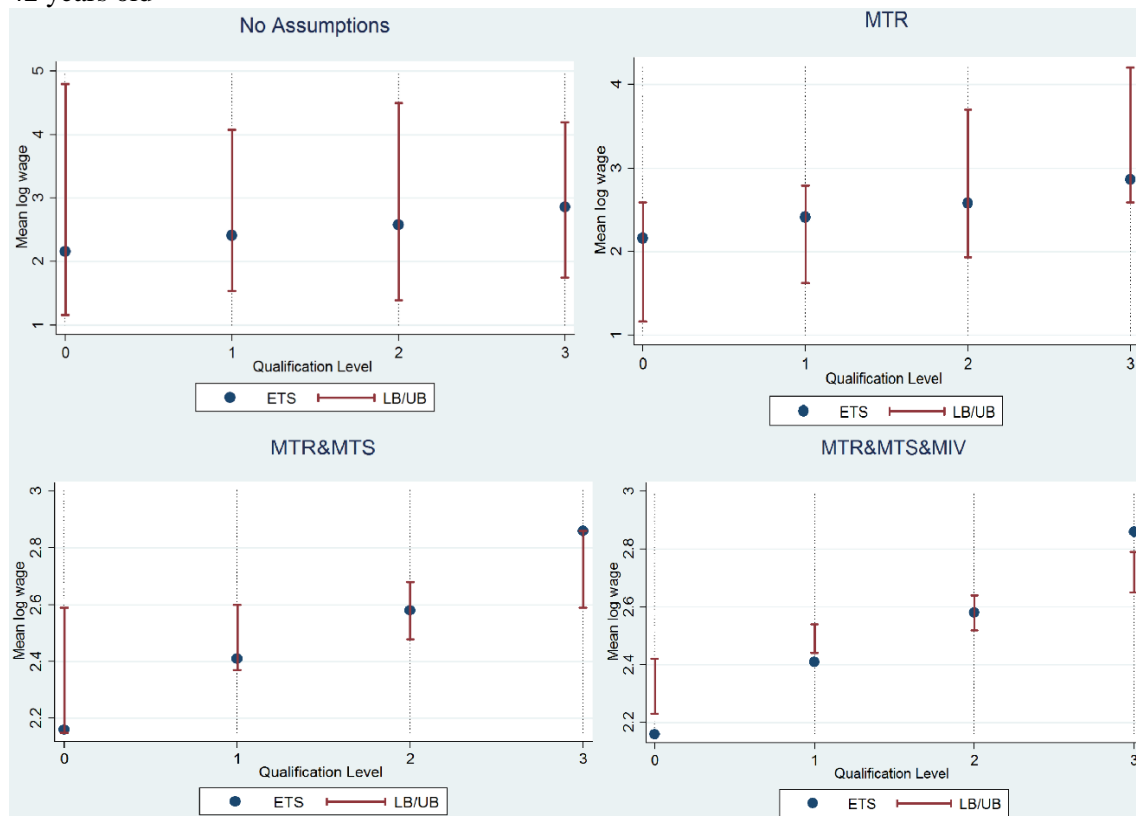 42 years old
No Assumptions
Mean log wage
5
4
3
2
1
0 1 2 3
Qualification Level
ETS LB/UB
MTR
Mean log wage
4
3
2
1
0 1 2 3
Qualification Level
ETS LB/UB
MTR&MTS
Mean log wage
3
2.8
2.6
2.4
2.2
0 1 2 3
Qualification Level
ETS LB/UB
MTR&MTS&MIV
Mean log wage
3
2.8
2.6
2.4
2.2
0 1 2 3
Qualification Level
ETS LB/UB